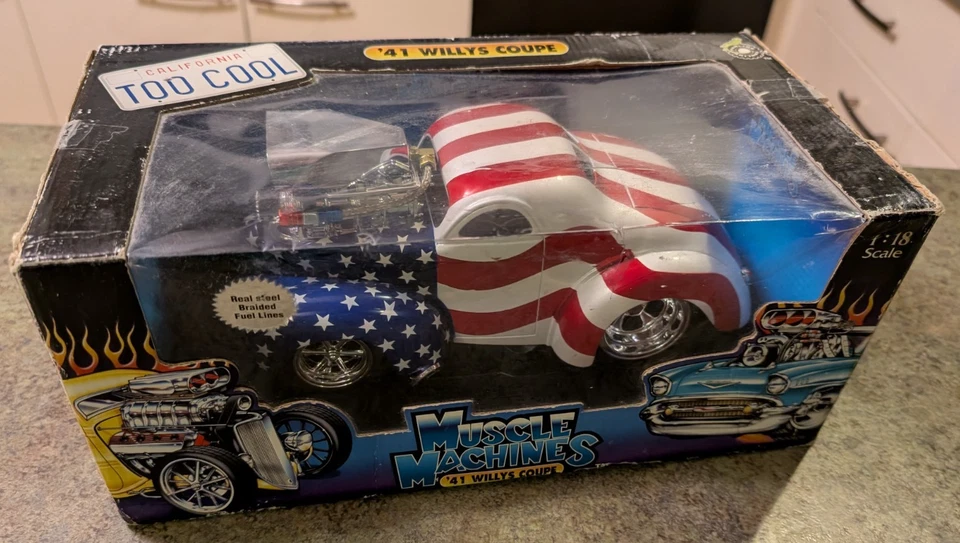 '41 WILLYS COUPE
CALIFORNIA
TOO COOL
1:18
Scale
Real steel
Braided
Fuel Lines
MUSCLE
MACHINES
TM
'41 WILLYS COUPE